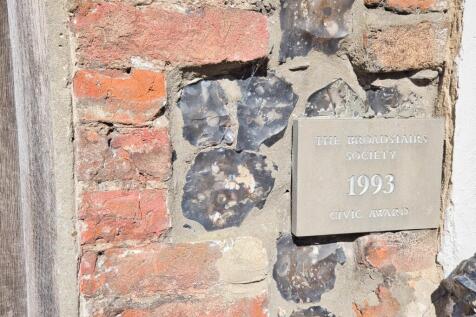 THE BROADSTAIRS
SOCIETY
1993
CIVIC AWARD